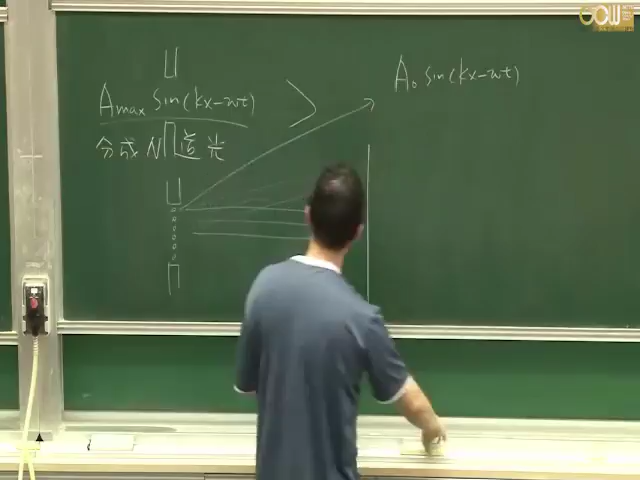 A₀ sin(kx-wt)
Amax sin(kx-wt)
分成N道光